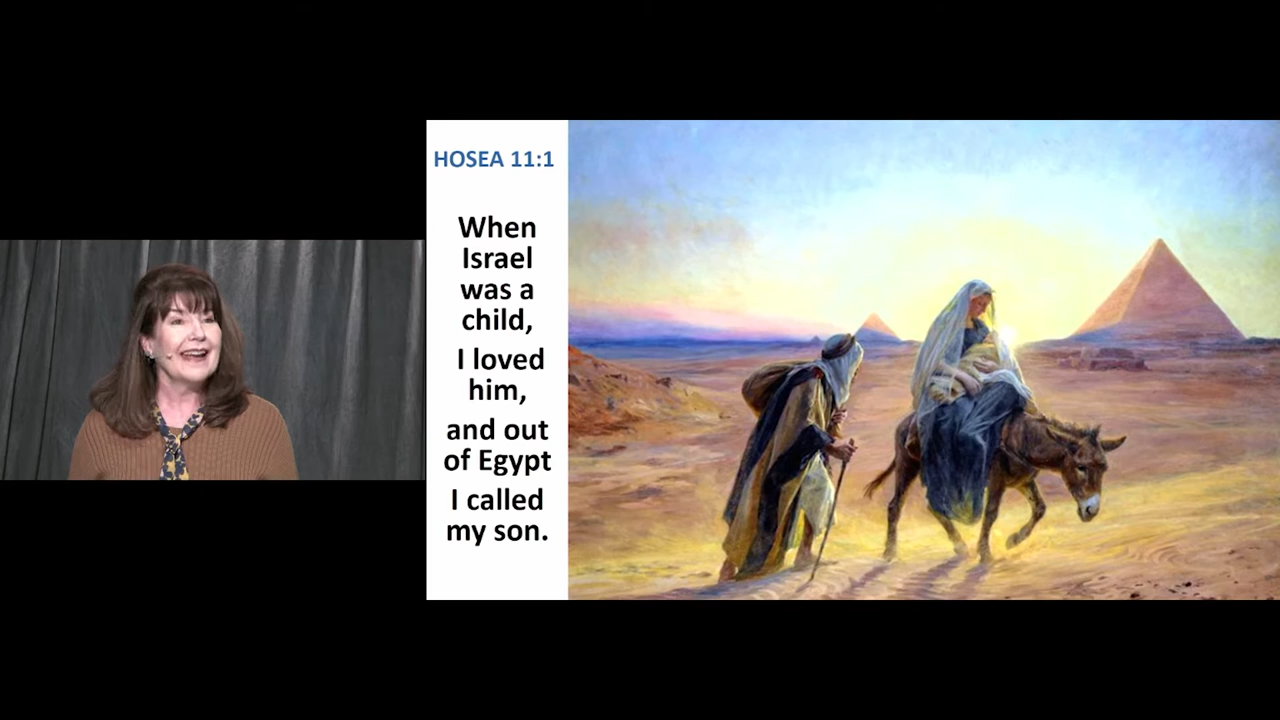 HOSEA 11:1
When
Israel
was a
child,
I loved
him,
and out
of Egypt
I called
my son.